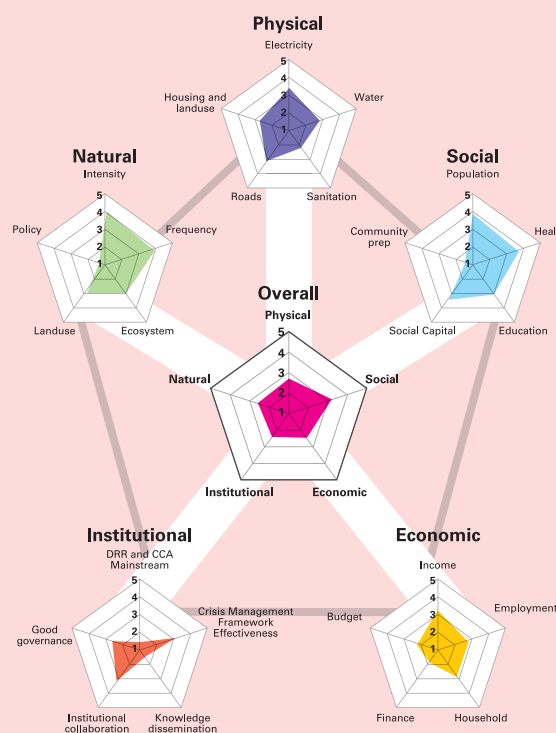 Physical
Electricity
5
4
3
2
1
Housing and
landuse
Water
Roads
Sanitation
Natural
Intensity
5
4
3
2
1
Policy
Frequency
Landuse
Ecosystem
Social
Population
5
4
3
2
1
Community
prep
Heal
Social Capital
Education
Overall
Physical
5
4
3
2
1
Natural
Social
Institutional
Economic
Institutional
DRR and CCA
Mainstream
5
4
3
2
1
Good
governance
Crisis Management
Framework
Effectiveness
Institutional
collaboration
Knowledge
dissemination
Economic
Income
5
4
3
2
1
Budget
Employment
Finance
Household